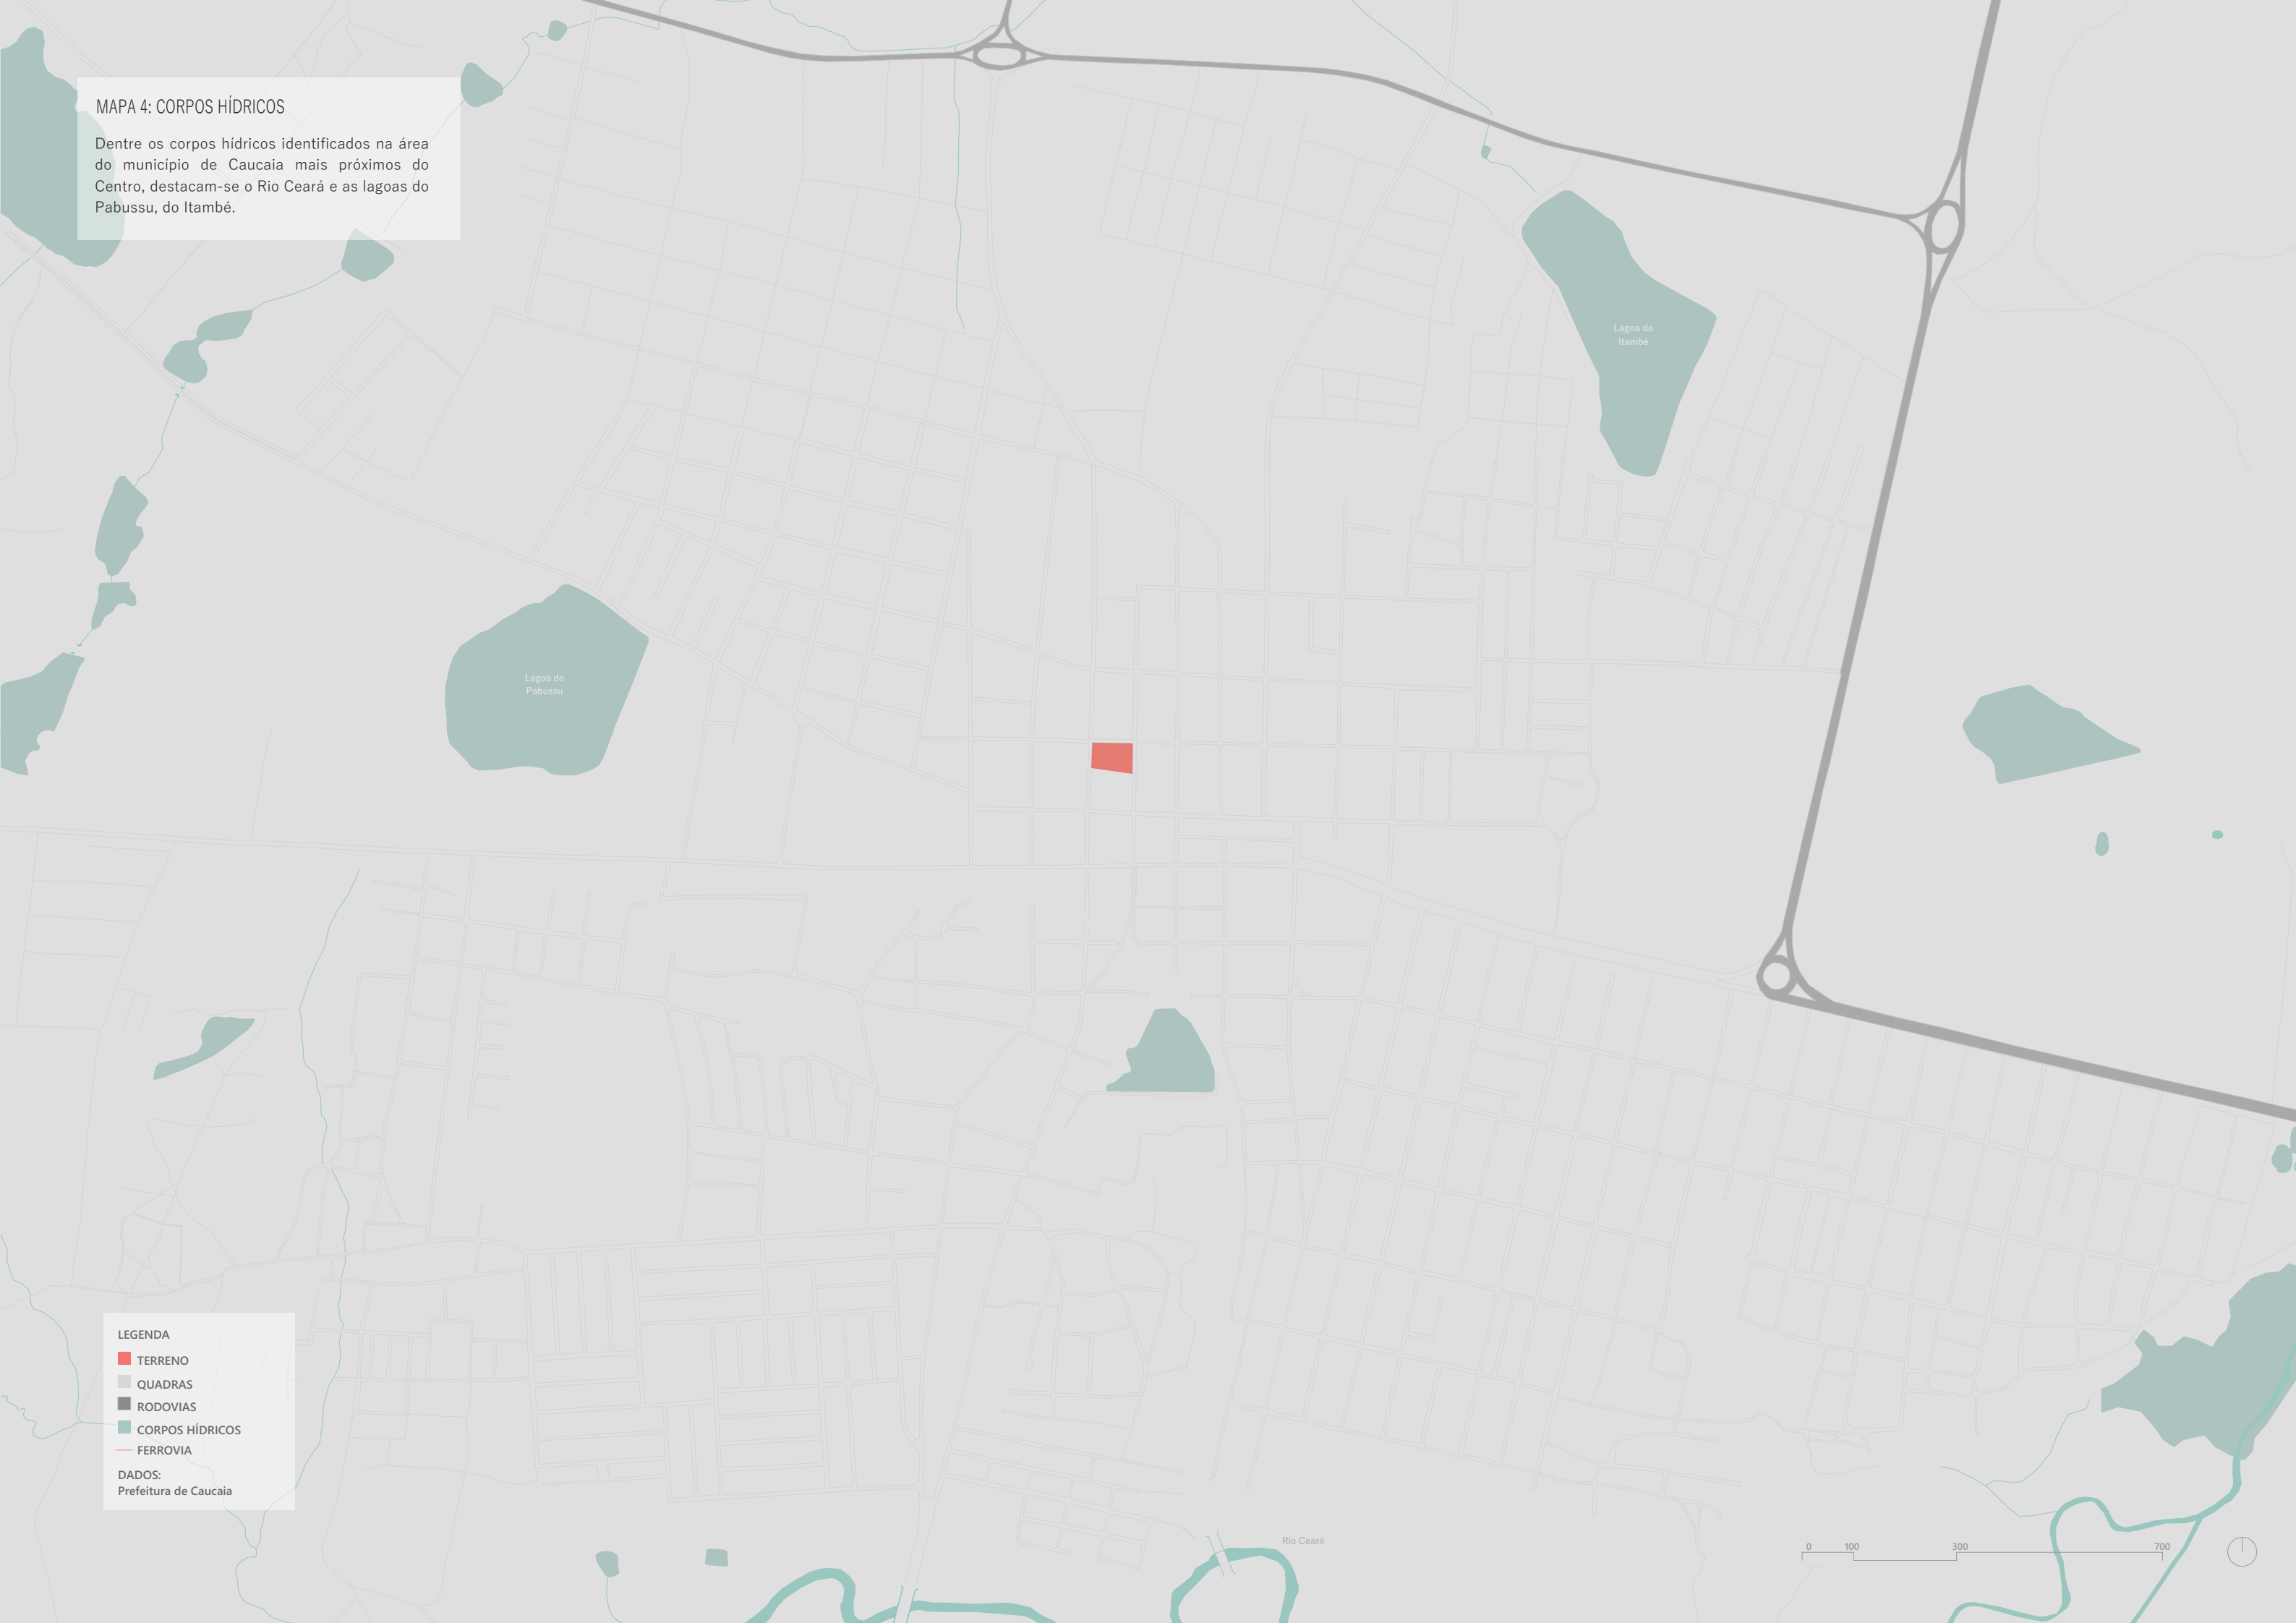 MAPA 4: CORPOS HÍDRICOS
Dentre os corpos hídricos identificados na área
do município de Caucaia mais próximos do
Centro, destacam-se o Rio Ceará e as lagoas do
Pabussu, do Itambé.
Lagoa do
Itambé
Lagoa do
Pabussu
LEGENDA
TERRENO
QUADRAS
RODOVIAS
CORPOS HÍDRICOS
FERROVIA
DADOS:
Prefeitura de Caucaia
Rio Ceará
0 100 300 700